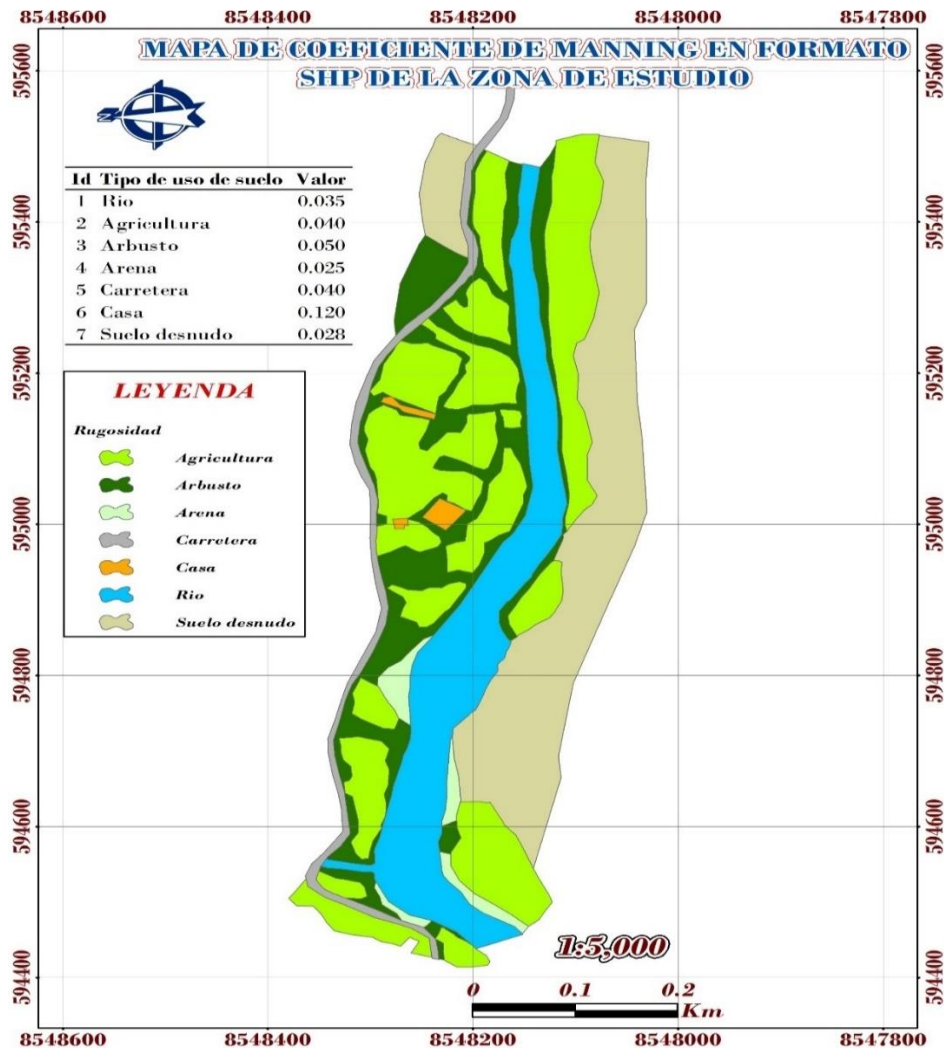 8548600 8548400 8548200 8548000 8547800
MAPA DE COEFICIENTE DE MANNING EN FORMATO
SHP DE LA ZONA DE ESTUDIO
595600 595600
N
Id Tipo de uso de suelo Valor
1 Rio 0.035
2 Agricultura 0.040
3 Arbusto 0.050
4 Arena 0.025
5 Carretera 0.040
6 Casa 0.120
7 Suelo desnudo 0.028
595400 595400
595200 595200
LEYENDA
Rugosidad
Agricultura
Arbusto
Arena
Carretera
Casa
Rio
Suelo desnudo
595000 595000
594800 594800
594600 594600
1:5,000
594400 594400
0 0.1 0.2
Km
8548600 8548400 8548200 8548000 8547800